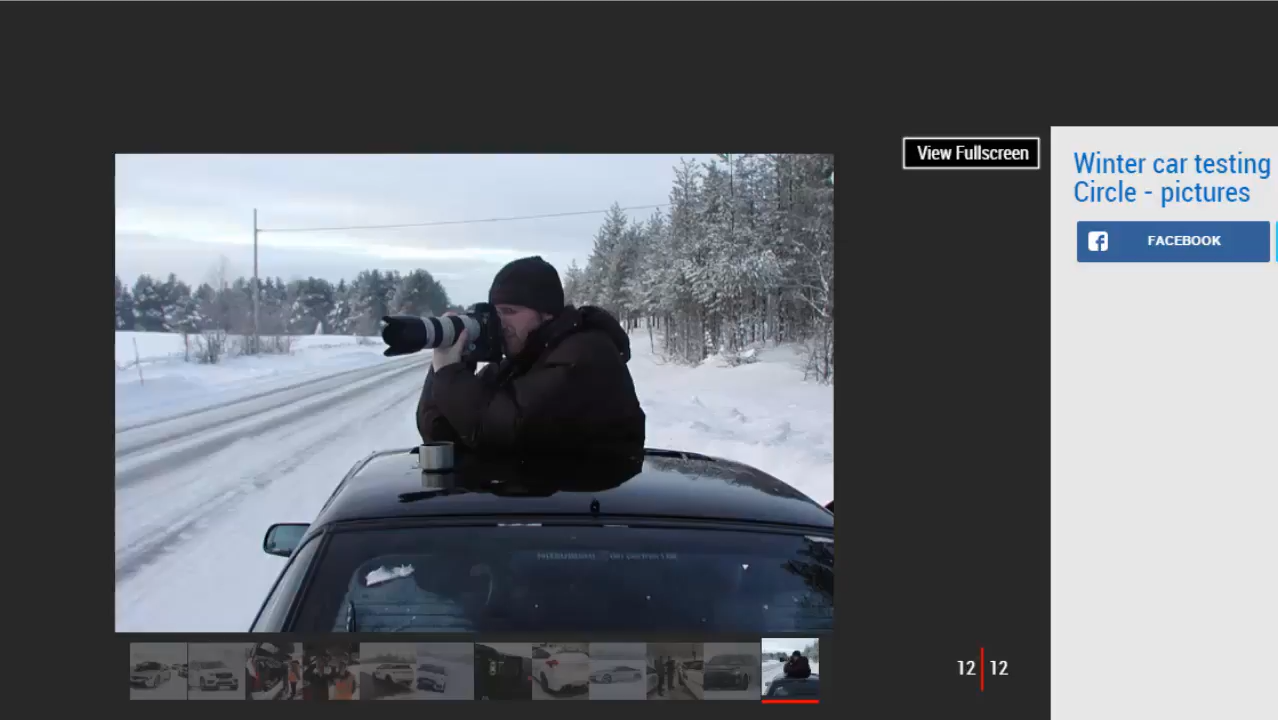 View Fullscreen
Winter car testing
Circle - pictures
FACEBOOK
12 12